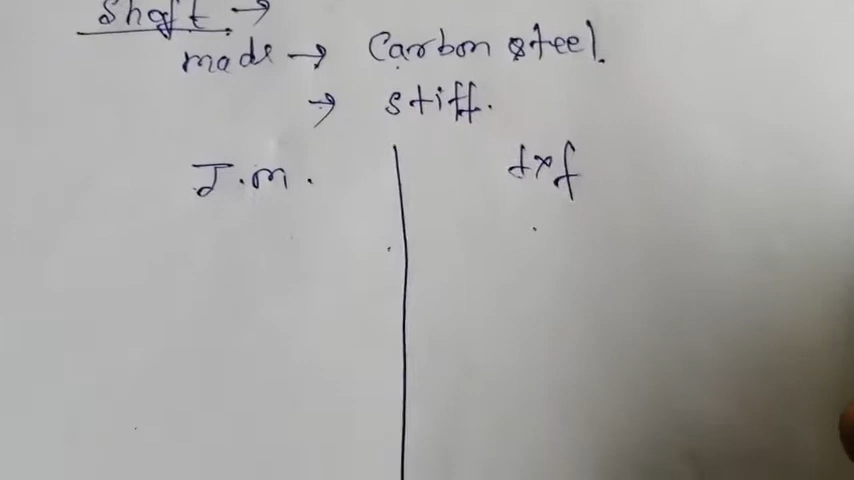 Shaft →
made → Carbon steel.
→ stiff.
I.M. txf